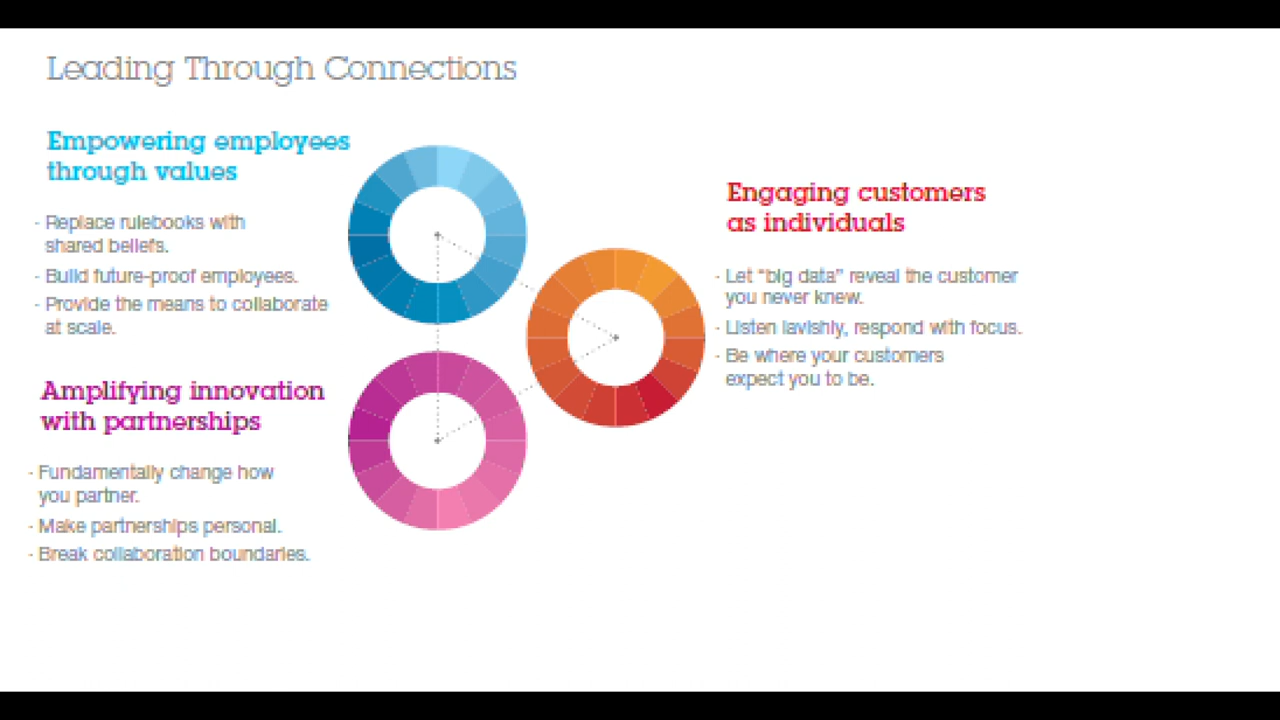 Leading Through Connections
Empowering employees
through values
- Replace rulebooks with
shared beliefs.
- Build future-proof employees.
- Provide the means to collaborate
at scale.
Amplifying innovation
with partnerships
- Fundamentally change how
you partner.
- Make partnerships personal.
- Break collaboration boundaries.
Engaging customers
as individuals
- Let “big data” reveal the customer
you never knew.
- Listen lavishly, respond with focus.
- Be where your customers
expect you to be.